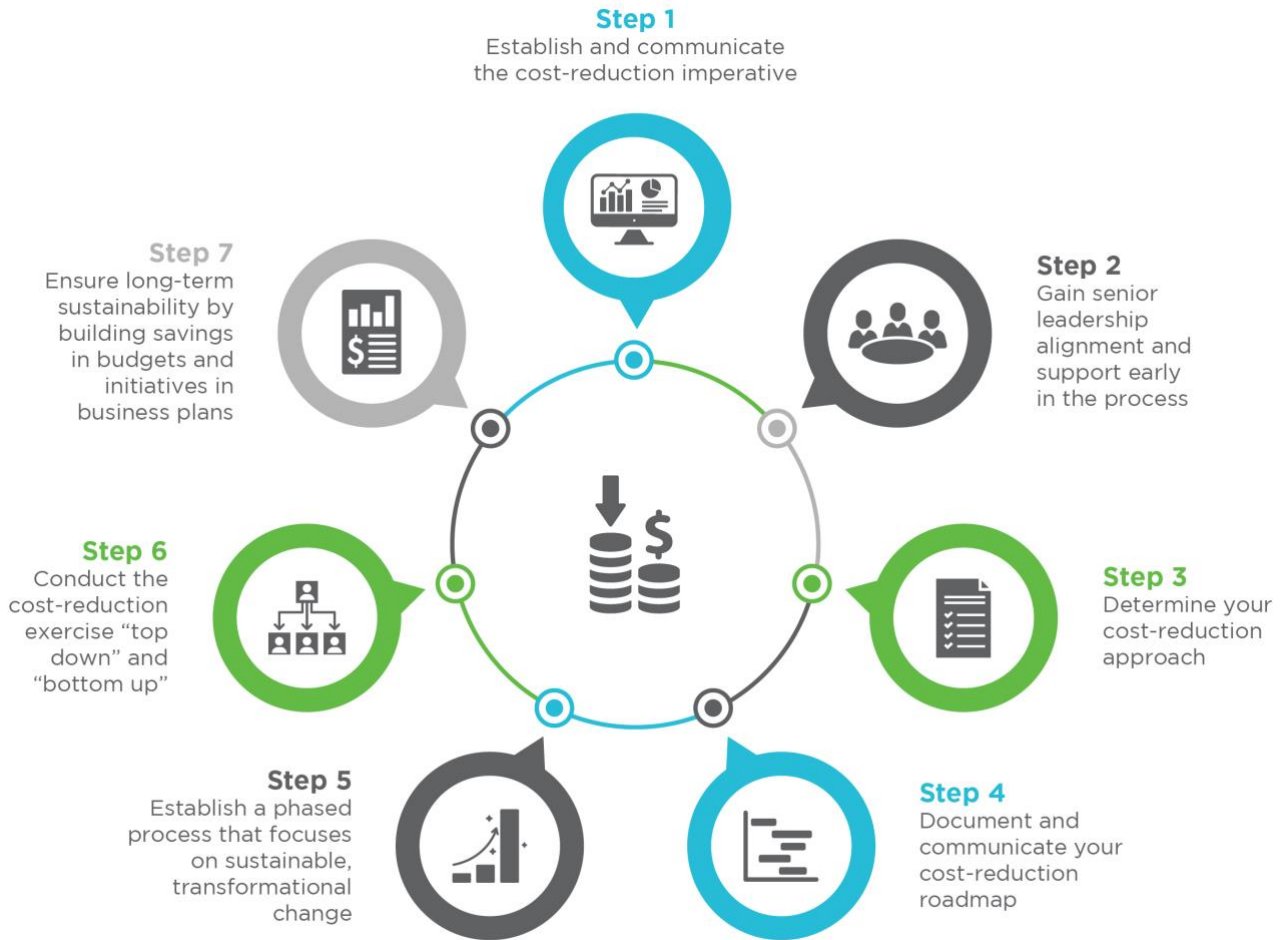 Step 1
Establish and communicate
the cost-reduction imperative
Step 2
Gain senior
leadership
alignment and
support early
in the process
Step 3
Determine your
cost-reduction
approach
Step 4
Document and
communicate your
cost-reduction
roadmap
Step 5
Establish a phased
process that focuses
on sustainable,
transformational
change
Step 6
Conduct the
cost-reduction
exercise “top
down” and
“bottom up”
Step 7
Ensure long-term
sustainability by
building savings
in budgets and
initiatives in
business plans
$
$